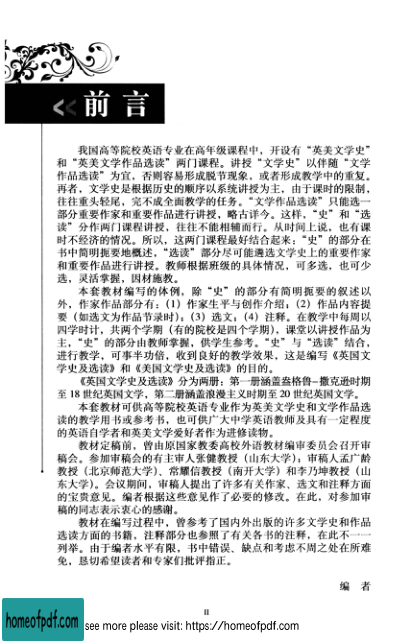 前言
我国高等院校英语专业在高年级课程中，开设有“英美文学史”
和“英美文学作品选读”两门课程。讲授“文学史”以伴随“文学
作品选读”为宜，否则容易形成脱节现象，或者形成教学中的重复。
再者，文学史是根据历史的顺序以系统讲授为主，由于课时的限制，
往往重头轻尾，完不成全面教学的任务。“文学作品选读”只能选一
部分重要作家和重要作品进行讲授，略古详今。这样，“史”和“选
读”分作两门课程讲授，往往不能相辅而行。从时间上说，也有课
时不经济的情况。所以，这两门课程最好结合起来：“史”的部分在
书中简明扼要地概述，“选读”部分尽可能遴选文学史上的重要作家
和重要作品进行讲授。教师根据班级的具体情况，可多选，也可少
选，灵活掌握，因材施教。
本套教材编写的体例，除“史”的部分有简明扼要的叙述以
外，作家作品部分有：(1) 作家生平与创作介绍；(2) 作品内容提
要（如选文为作品节录时）；(3) 选文；(4) 注释。在教学中每周以
四学时计，共两个学期（有的院校是四个学期），课堂以讲授作品为
主，“史”的部分由教师掌握，供学生参考。“史”与“选读”结合，
进行教学，可事半功倍，收到良好的教学效果，这是编写《英国文
学史及选读》和《美国文学史及选读》的目的。
《英国文学史及选读》分为两册：第一册涵盖盎格鲁–撒克逊时期
至 18 世纪英国文学，第二册涵盖浪漫主义时期至 20 世纪英国文学。
本套教材可供高等院校英语专业作为英美文学史和文学作品选
读的教学用书或参考书，也可供广大中学英语教师及具有一定程度
的英语自学者和英美文学爱好者作为进修读物。
教材定稿前，曾由原国家教委高校外语教材编审委员会召开审
稿会。参加审稿会的有主审人张健教授（山东大学）；审稿人孟广龄
教授（北京师范大学）、常耀信教授（南开大学）和李乃坤教授（山
东大学）。会议期间，审稿人提出了许多有关作家、选文和注释方面
的宝贵意见。编者根据这些意见作了必要的修改。在此，对参加审
稿的同志表示衷心的感谢。
教材在编写过程中，曾参考了国内外出版的许多文学史和作品
选读方面的书籍，注释部分也参照了有关各书的注释，在此不一一
列举。由于编者水平有限，书中错误、缺点和考虑不周之处在所难
免，恳切希望读者和专家们批评指正。
编 者
II
homeofpdf.com
see more please visit: https://homeofpdf.com